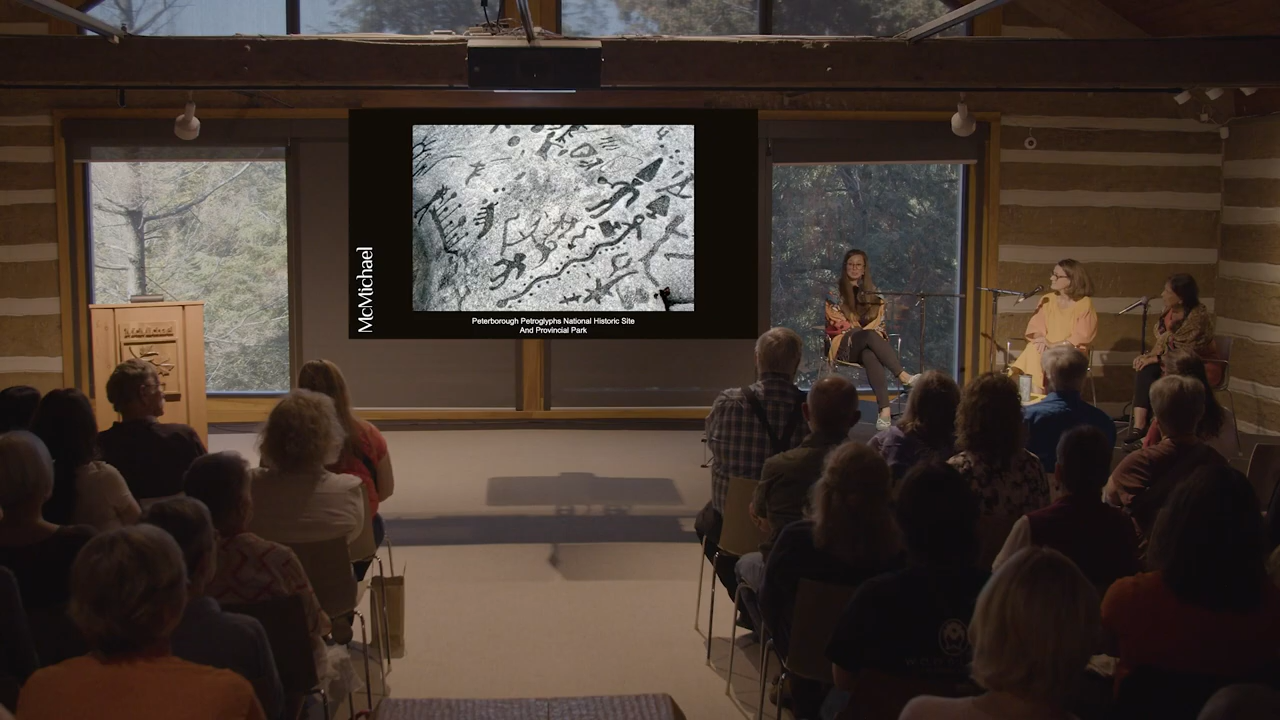 McMichael
Peterborough Petroglyphs National Historic Site
And Provincial Park